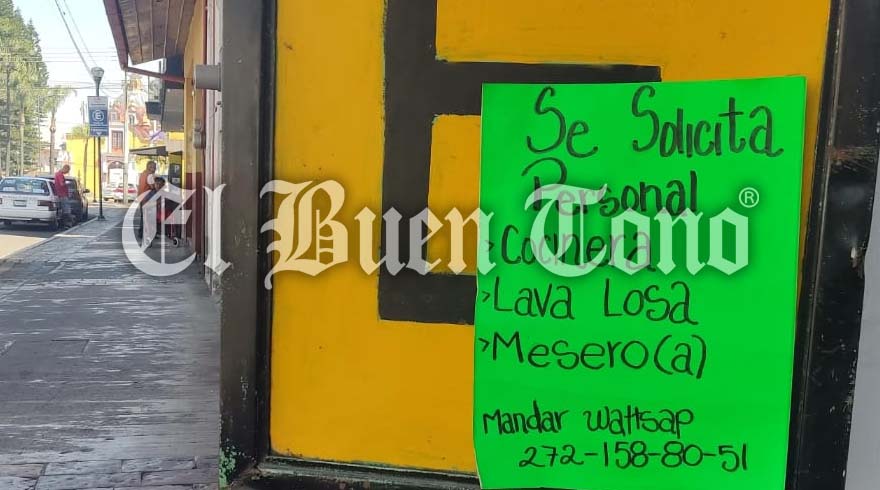 Se Solicita
Personal
> Cocinera
> Lava Losa
> Mesero(a)
Mandar Wattsap
272-158-80-51
El Buen Tono®
E